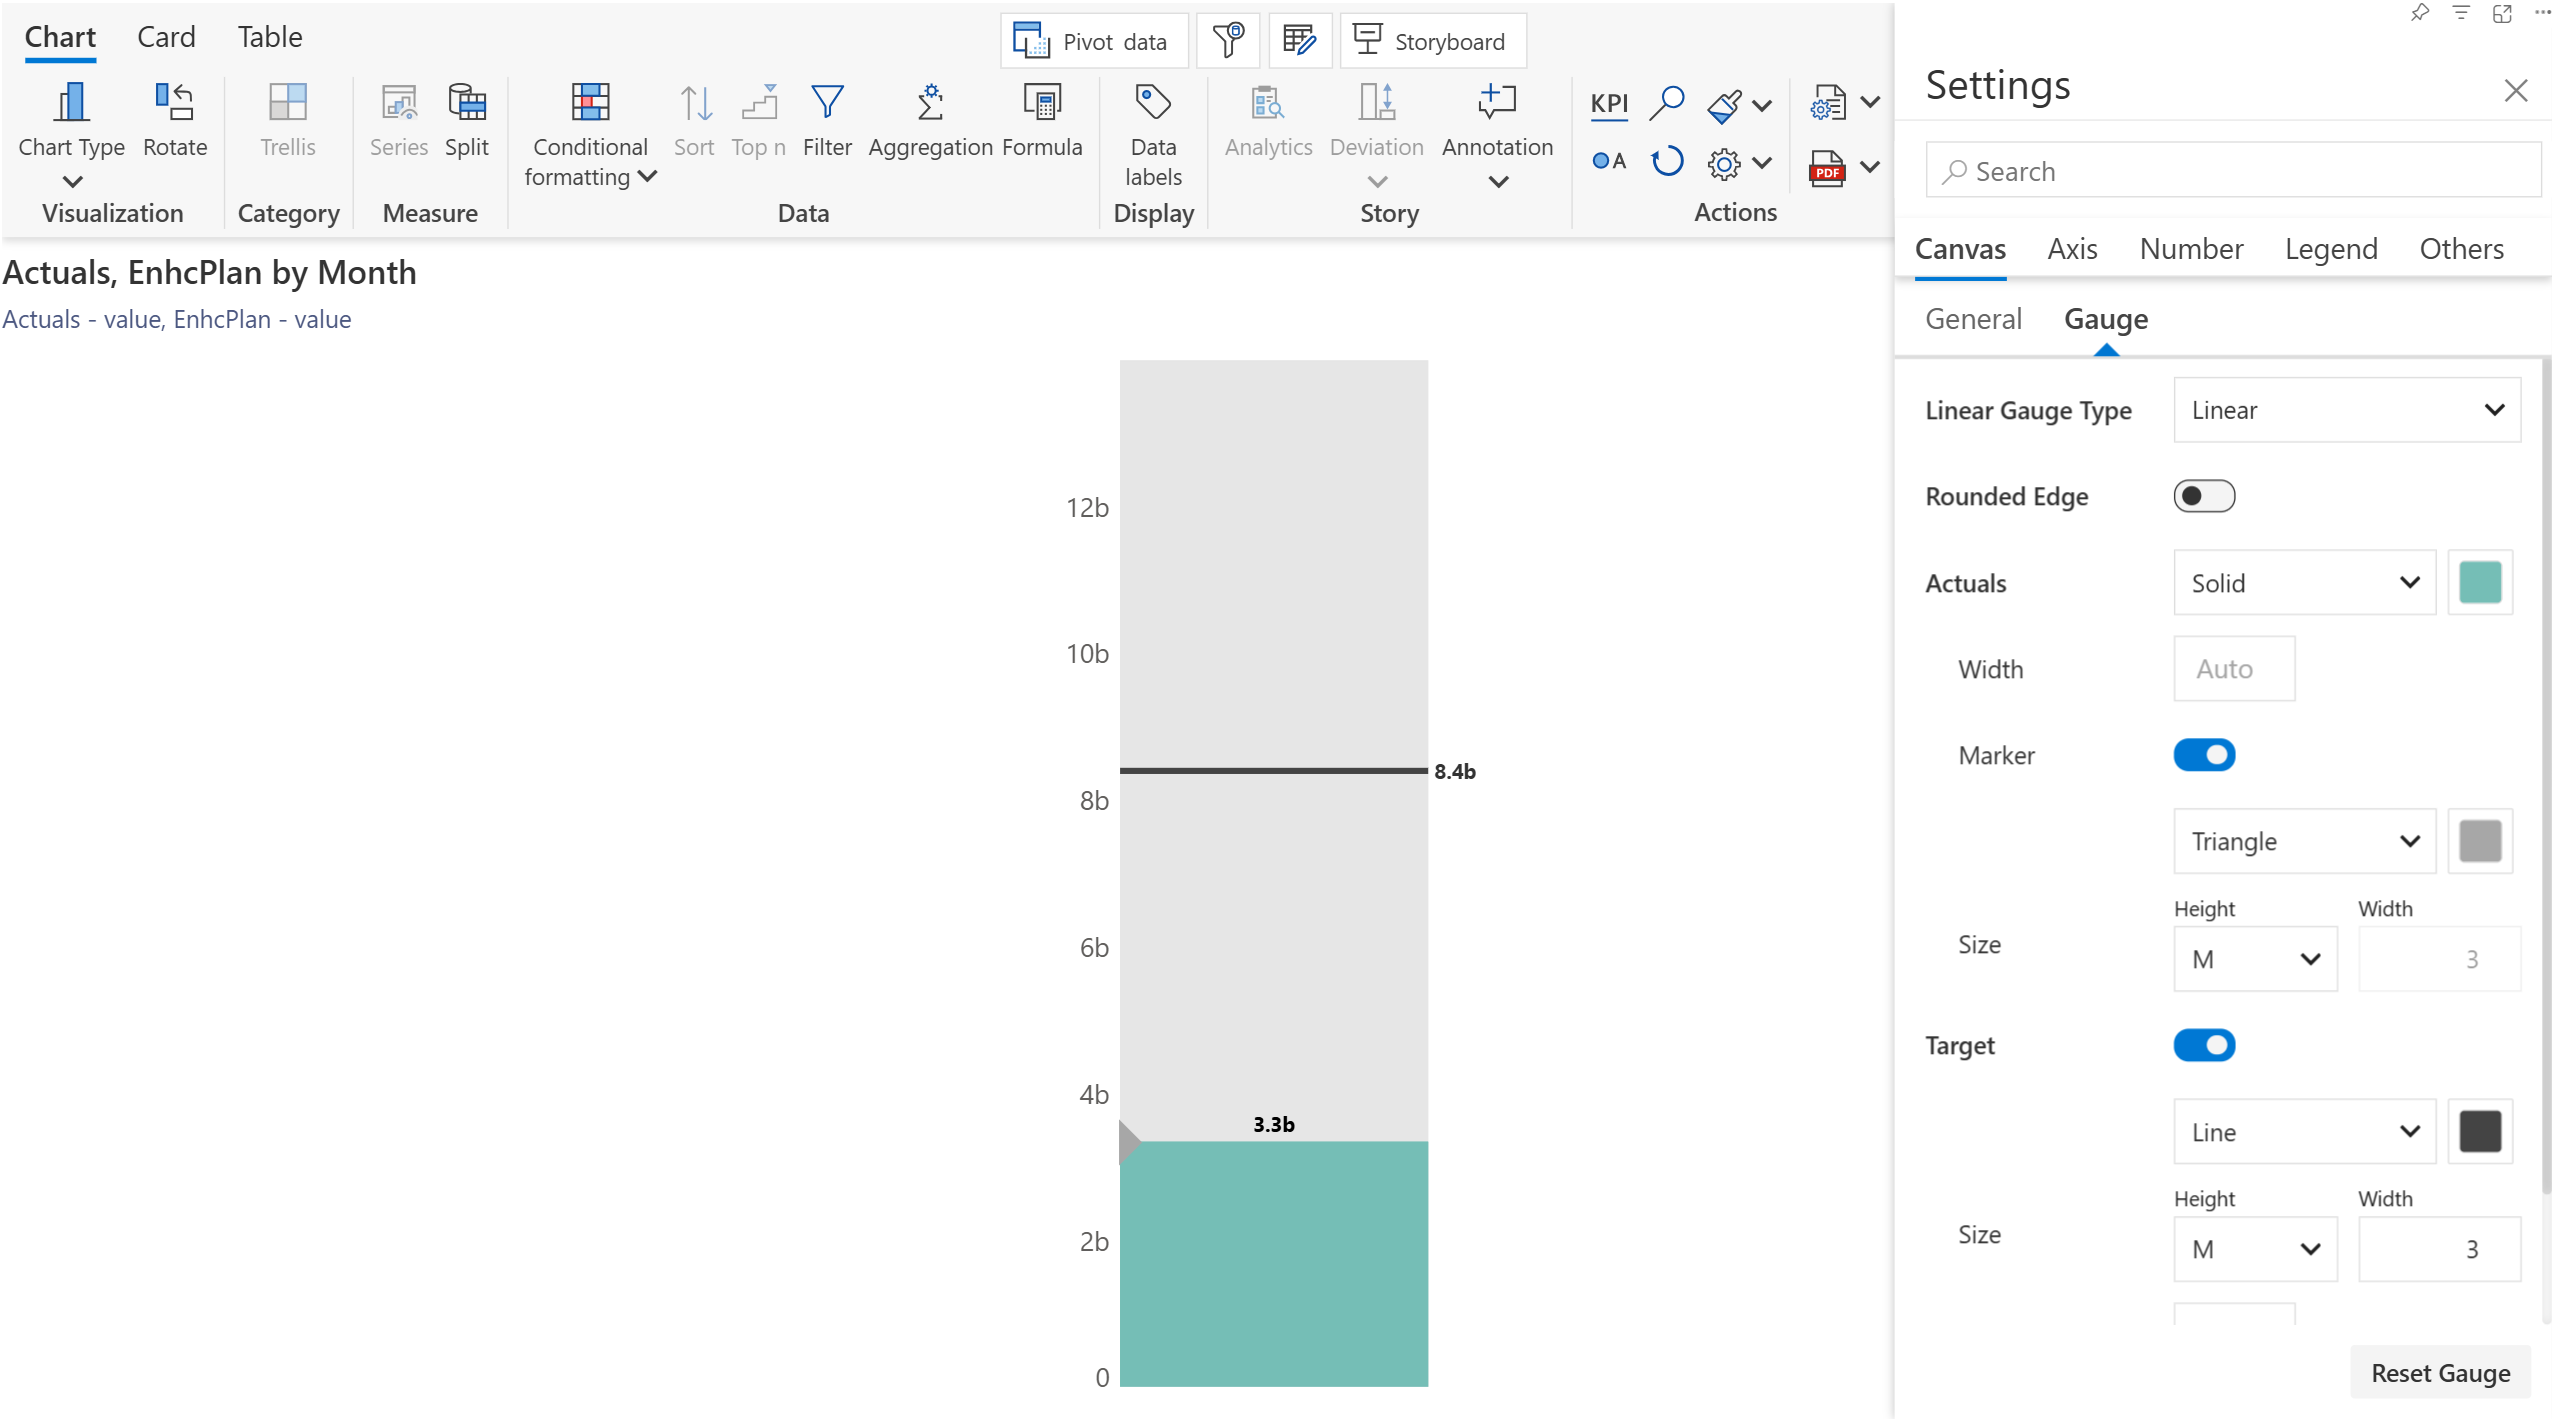 Chart Card Table
Pivot data Storyboard
Chart Type Rotate Trellis Series Split Conditional formatting Sort Top n Filter Aggregation Formula Data labels Analytics Deviation Annotation KPI
A PDF
Visualization Category Measure Data Display Story Actions
Actuals, EnhcPlan by Month
Actuals - value, EnhcPlan - value
12b
10b
8.4b
8b
6b
4b
3.3b
2b
0
Settings
Search
Canvas Axis Number Legend Others
General Gauge
Linear Gauge Type Linear
Rounded Edge
Actuals Solid
Width Auto
Marker
Triangle
Height Width
Size M 3
Target
Line
Height Width
Size M 3
Reset Gauge